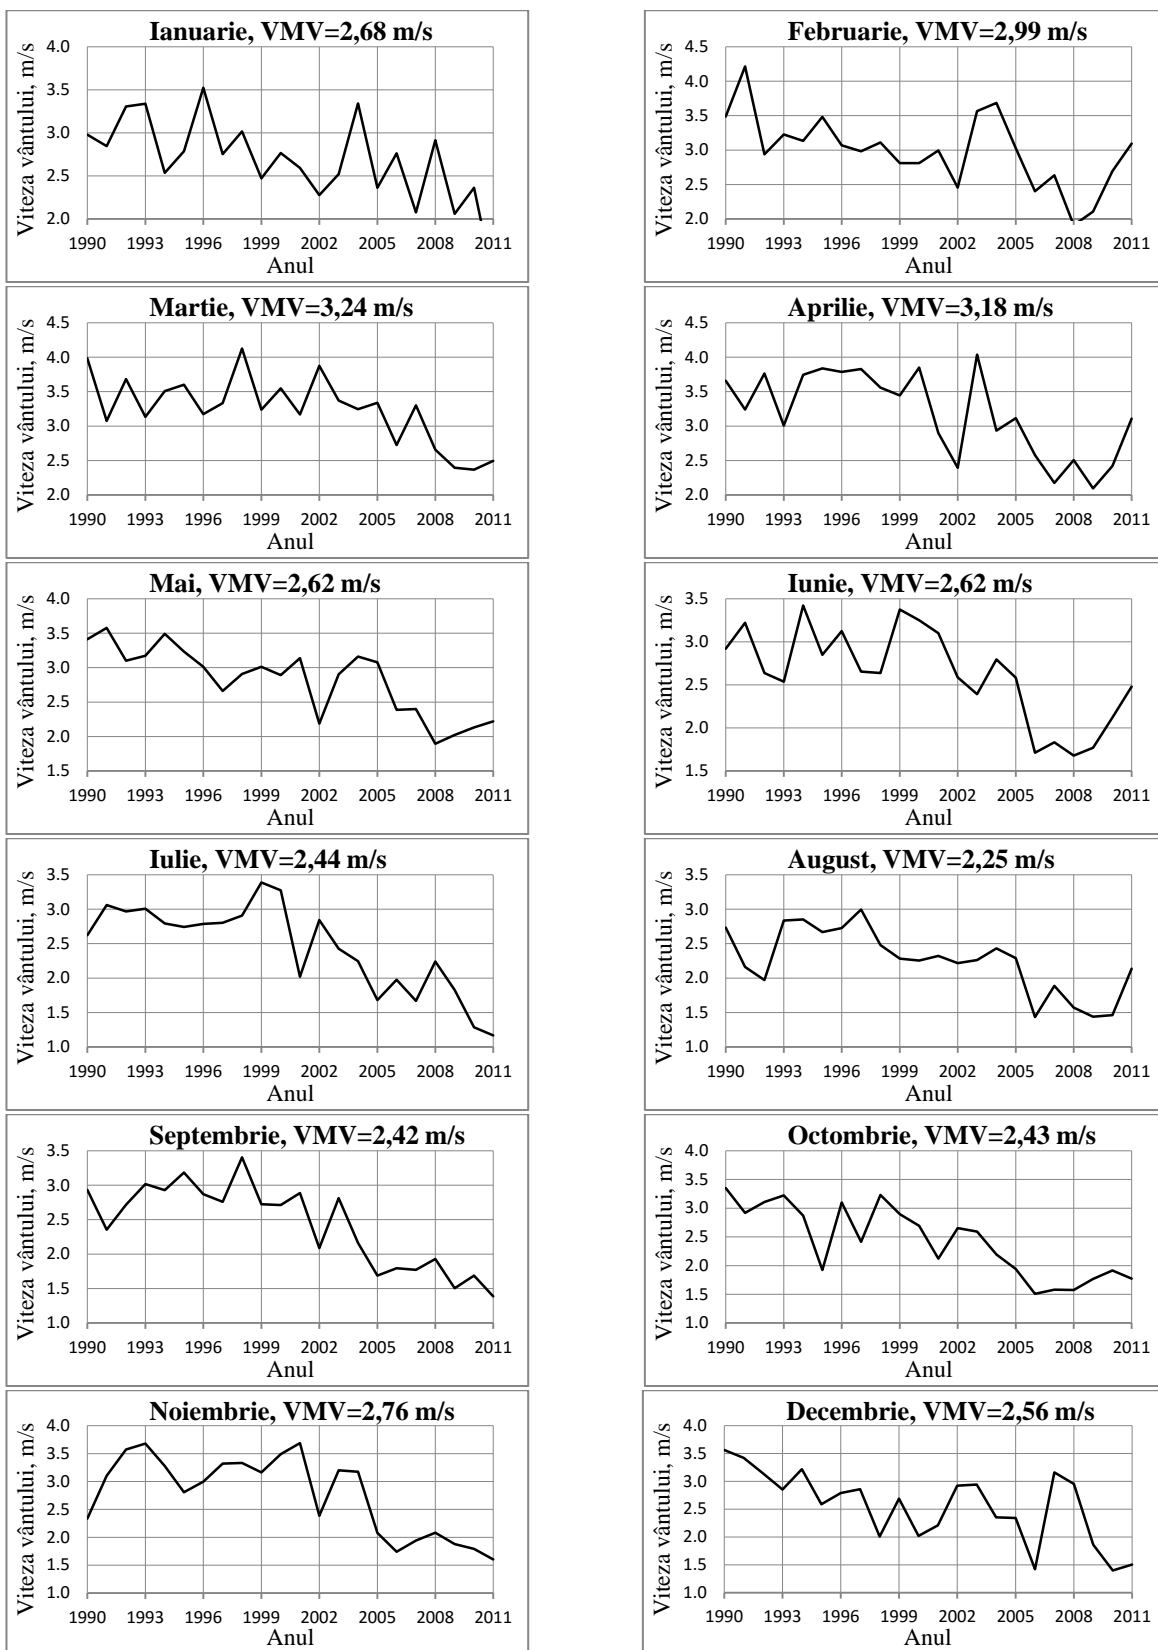 Ianuarie, VMV=2,68 m/s
Viteza vântului, m/s
4.0
3.5
3.0
2.5
2.0
1990 1993 1996 1999 2002 2005 2008 2011
Anul
Februarie, VMV=2,99 m/s
Viteza vântului, m/s
4.5
4.0
3.5
3.0
2.5
2.0
1990 1993 1996 1999 2002 2005 2008 2011
Anul
Martie, VMV=3,24 m/s
Viteza vântului, m/s
4.5
4.0
3.5
3.0
2.5
2.0
1990 1993 1996 1999 2002 2005 2008 2011
Anul
Aprilie, VMV=3,18 m/s
Viteza vântului, m/s
4.5
4.0
3.5
3.0
2.5
2.0
1990 1993 1996 1999 2002 2005 2008 2011
Anul
Mai, VMV=2,62 m/s
Viteza vântului, m/s
4.0
3.5
3.0
2.5
2.0
1.5
1990 1993 1996 1999 2002 2005 2008 2011
Anul
Iunie, VMV=2,62 m/s
Viteza vântului, m/s
3.5
3.0
2.5
2.0
1.5
1990 1993 1996 1999 2002 2005 2008 2011
Anul
Iulie, VMV=2,44 m/s
Viteza vântului, m/s
3.5
3.0
2.5
2.0
1.5
1.0
1990 1993 1996 1999 2002 2005 2008 2011
Anul
August, VMV=2,25 m/s
Viteza vântului, m/s
3.5
3.0
2.5
2.0
1.5
1.0
1990 1993 1996 1999 2002 2005 2008 2011
Anul
Septembrie, VMV=2,42 m/s
Viteza vântului, m/s
3.5
3.0
2.5
2.0
1.5
1.0
1990 1993 1996 1999 2002 2005 2008 2011
Anul
Octombrie, VMV=2,43 m/s
Viteza vântului, m/s
4.0
3.5
3.0
2.5
2.0
1.5
1.0
1990 1993 1996 1999 2002 2005 2008 2011
Anul
Noiembrie, VMV=2,76 m/s
Viteza vântului, m/s
4.0
3.5
3.0
2.5
2.0
1.5
1.0
1990 1993 1996 1999 2002 2005 2008 2011
Anul
Decembrie, VMV=2,56 m/s
Viteza vântului, m/s
4.0
3.5
3.0
2.5
2.0
1.5
1.0
1990 1993 1996 1999 2002 2005 2008 2011
Anul